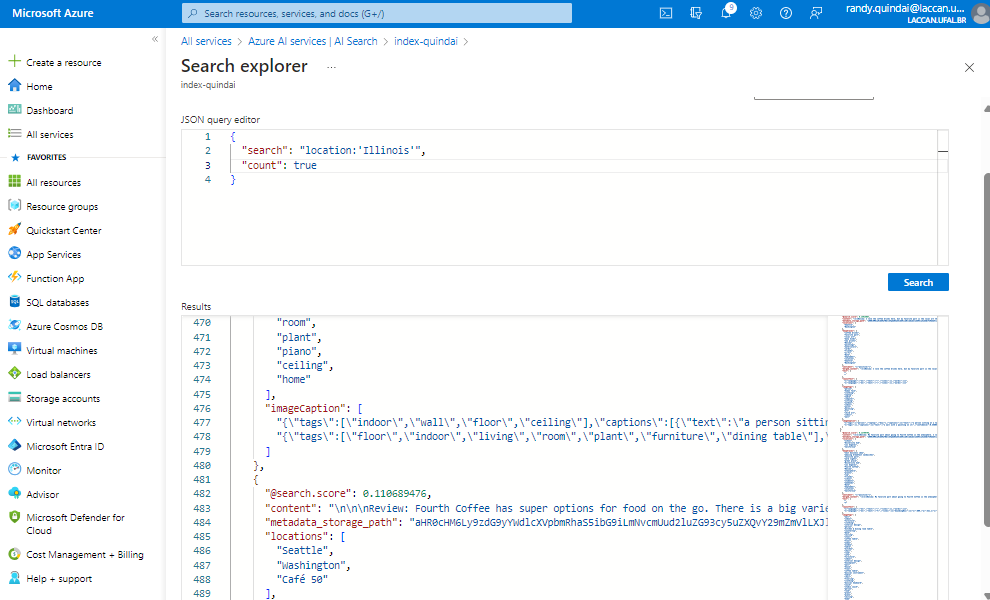 Microsoft Azure
Search resources, services, and docs (G+/)
9
randy.quindai@laccan.u...
LACCAN.UFAL.BR
«
Create a resource
Home
Dashboard
All services
FAVORITES
All resources
Resource groups
Quickstart Center
App Services
Function App
SQL databases
Azure Cosmos DB
Virtual machines
Load balancers
Storage accounts
Virtual networks
Microsoft Entra ID
Monitor
Advisor
Microsoft Defender for
Cloud
Cost Management + Billing
Help + support
All services > Azure AI services | AI Search > index-quindai >
Search explorer ...
index-quindai
JSON query editor
1 {
2 "search": "location:'Illinois'",
3 "count": true
4 }
Search
Results
470 "room",
471 "plant",
472 "piano",
473 "ceiling",
474 "home"
475 ],
476 "imageCaption": [
477 "{\"tags\":[\"indoor\",\"wall\",\"floor\",\"ceiling\"],\"captions\":[{\"text\":\"a person sittin
478 "{\"tags\":[\"floor\",\"indoor\",\"living\",\"room\",\"plant\",\"furniture\",\"dining table\"],\
479 ]
480 },
481 {
482 "@search.score": 0.110689476,
483 "content": "\n\n\nReview: Fourth Coffee has super options for food on the go. There is a big varie
484 "metadata_storage_path":
485 "locations": [
486 "Seattle",
487 "Washington",
488 "Café 50"
489 ],